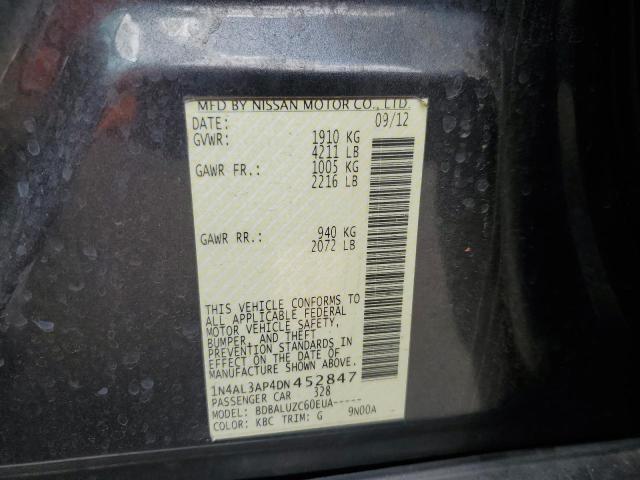 MFD BY NISSAN MOTOR CO., LTD.
DATE: 09/12
GVWR: 1910 KG
4211 LB
GAWR FR.: 1005 KG
2216 LB
GAWR RR.: 940 KG
2072 LB
THIS VEHICLE CONFORMS TO
ALL APPLICABLE FEDERAL
MOTOR VEHICLE SAFETY,
BUMPER, AND THEFT
PREVENTION STANDARDS IN
EFFECT ON THE DATE OF
MANUFACTURE SHOWN ABOVE.
1N4AL3AP4DN452847
PASSENGER CAR 328
MODEL: BDBALUZC60EUA-----
COLOR: KBC TRIM: G 9N00A